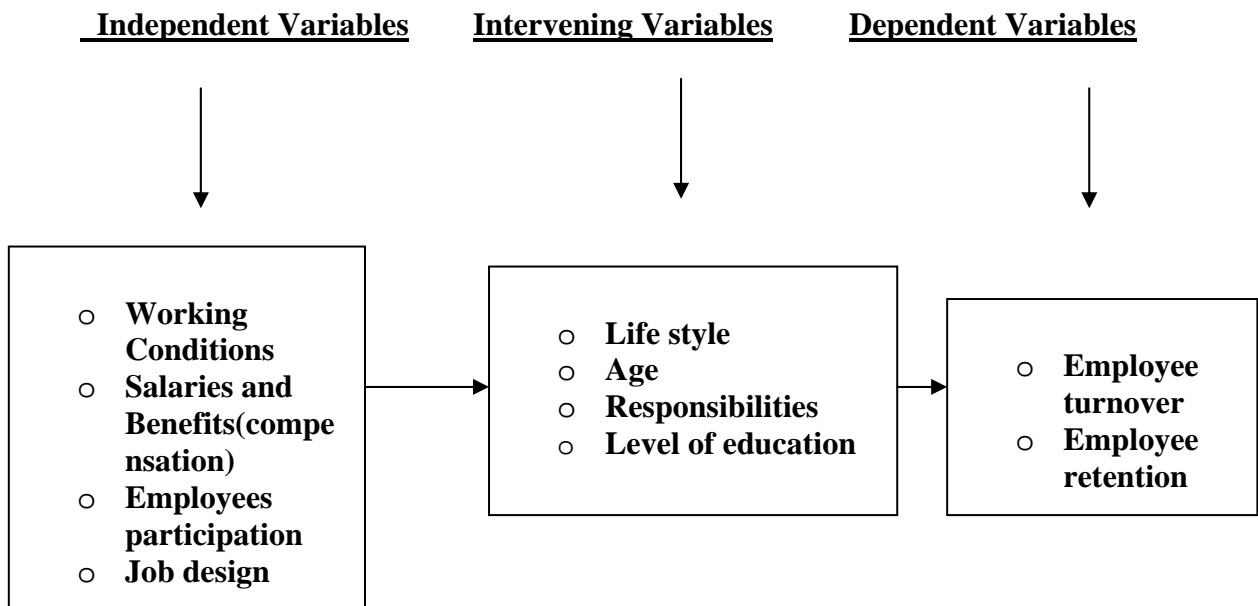 Independent Variables Intervening Variables Dependent Variables
o Working
Conditions
o Salaries and
Benefits(compe
nsation)
o Employees
participation
o Job design
o Life style
o Age
o Responsibilities
o Level of education
o Employee
turnover
o Employee
retention